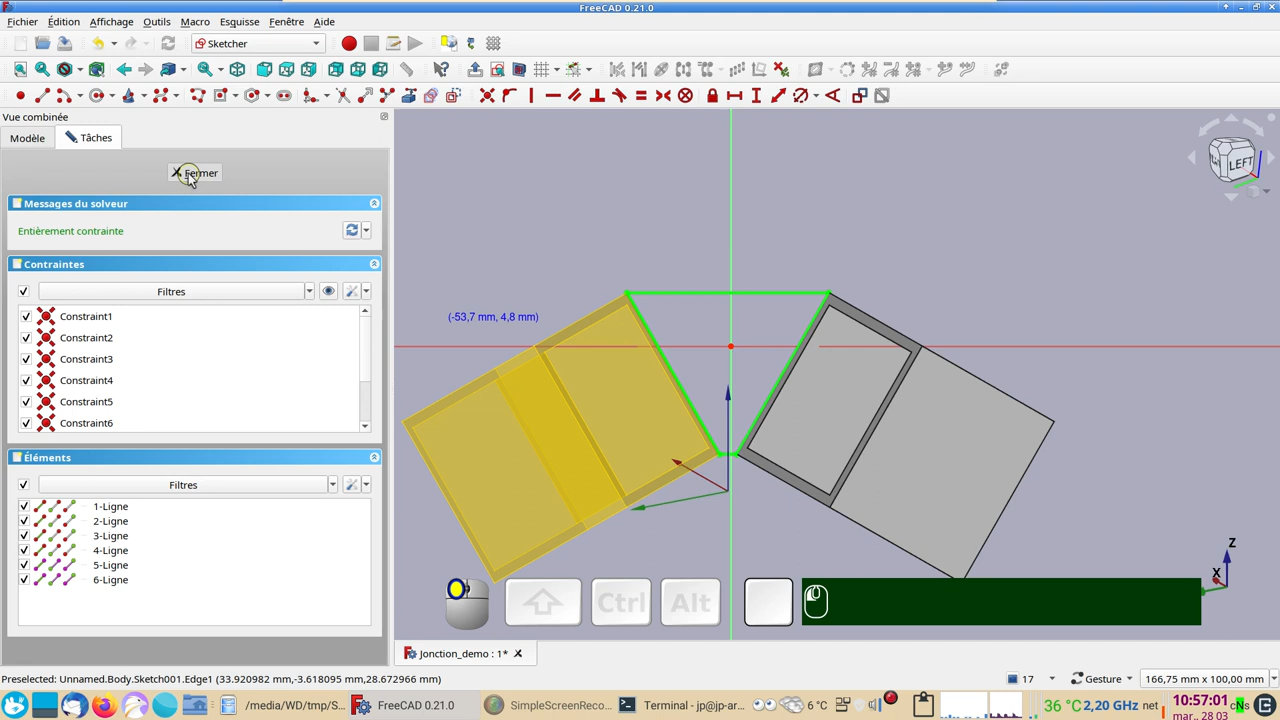 FreeCAD 0.21.0
Fichier Édition Affichage Outils Macro Esquisse Fenêtre Aide
Sketcher
Vue combinée
Modèle Tâches
Fermer
Messages du solveur
Entièrement contrainte
Contraintes
Filtres
Constraint1
Constraint2
Constraint3
Constraint4
Constraint5
Constraint6
Éléments
Filtres
1-Ligne
2-Ligne
3-Ligne
4-Ligne
5-Ligne
6-Ligne
(-53,7 mm, 4,8 mm)
LEFT
Z
X
Ctrl Alt
Jonction_demo : 1*
Preselected: Unnamed.Body.Sketch001.Edge1 (33.920982 mm,-3.618095 mm,28.672966 mm)
17 Gesture 166,75 mm x 100,00 mm
/media/WD/tmp/S... FreeCAD 0.21.0 SimpleScreenReco... Terminal - jp@jp-ar... 6 °C 36 °C 2,20 GHz net 10:57:01 cNs
mar.. 28 03